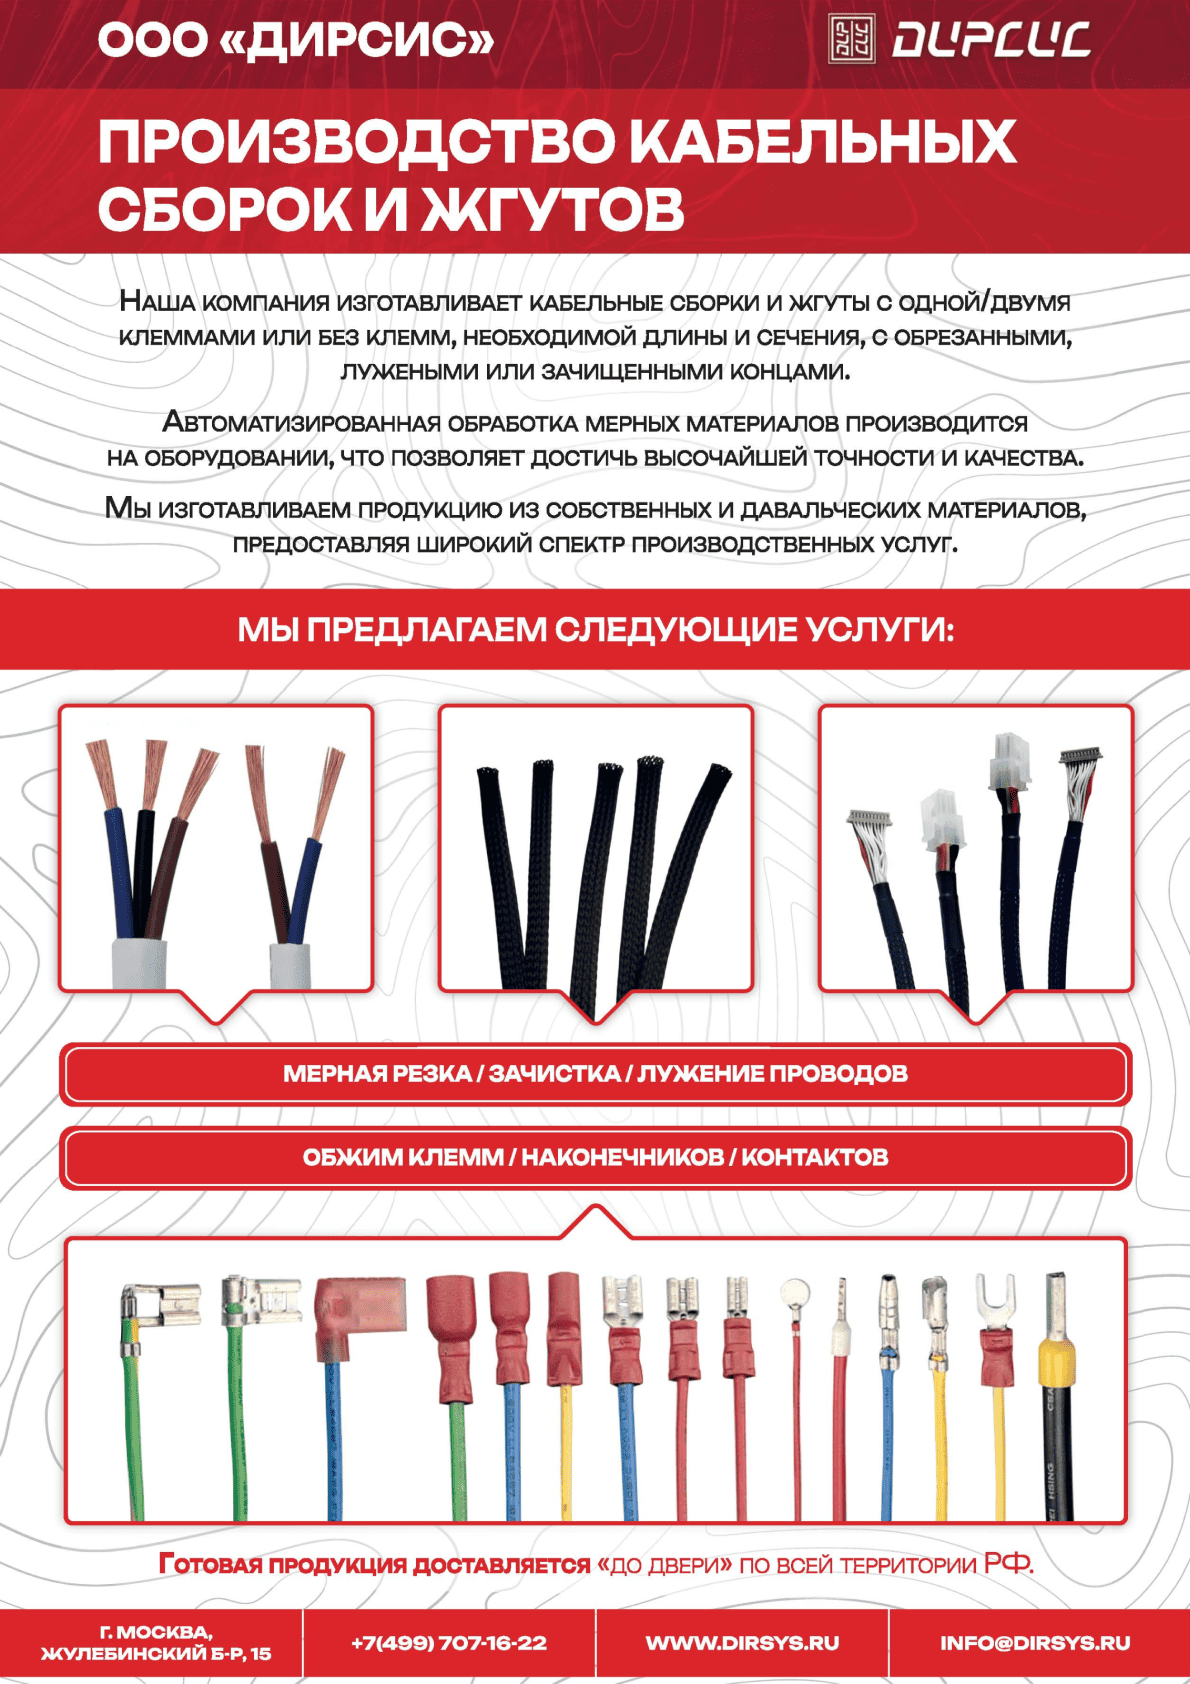 ООО «ДИРСИС»
ДИР
СИС
ДИРСИС
ПРОИЗВОДСТВО КАБЕЛЬНЫХ
СБОРОК И ЖГУТОВ
Наша компания изготавливает кабельные сборки и жгуты с одной/двумя
клеммами или без клемм, необходимой длины и сечения, с обрезанными,
лужеными или зачищенными концами.
Автоматизированная обработка мерных материалов производится
на оборудовании, что позволяет достичь высочайшей точности и качества.
Мы изготавливаем продукцию из собственных и давальческих материалов,
предоставляя широкий спектр производственных услуг.
МЫ ПРЕДЛАГАЕМ СЛЕДУЮЩИЕ УСЛУГИ:
МЕРНАЯ РЕЗКА / ЗАЧИСТКА / ЛУЖЕНИЕ ПРОВОДОВ
ОБЖИМ КЛЕММ / НАКОНЕЧНИКОВ / КОНТАКТОВ
HSING
CSA
Готовая продукция доставляется «до двери» по всей территории РФ.
Г. МОСКВА,
ЖУЛЕБИНСКИЙ Б-Р, 15
+7(499) 707-16-22
WWW.DIRSYS.RU
INFO@DIRSYS.RU